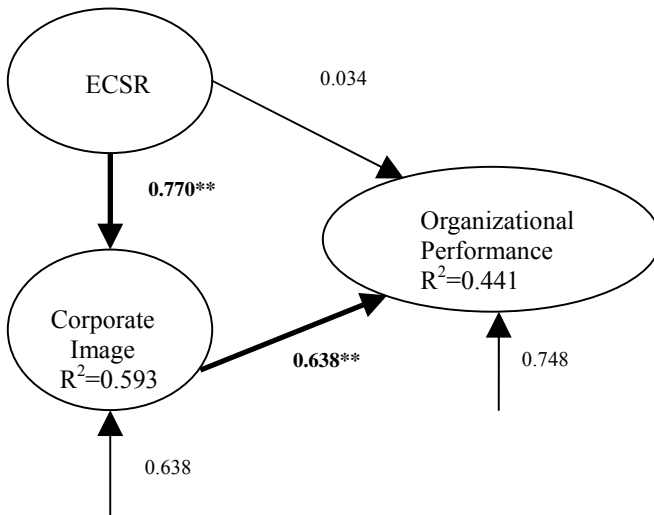 ECSR
0.034
0.770**
Organizational
Performance
R²=0.441
Corporate
Image
R²=0.593
0.638**
0.748
0.638